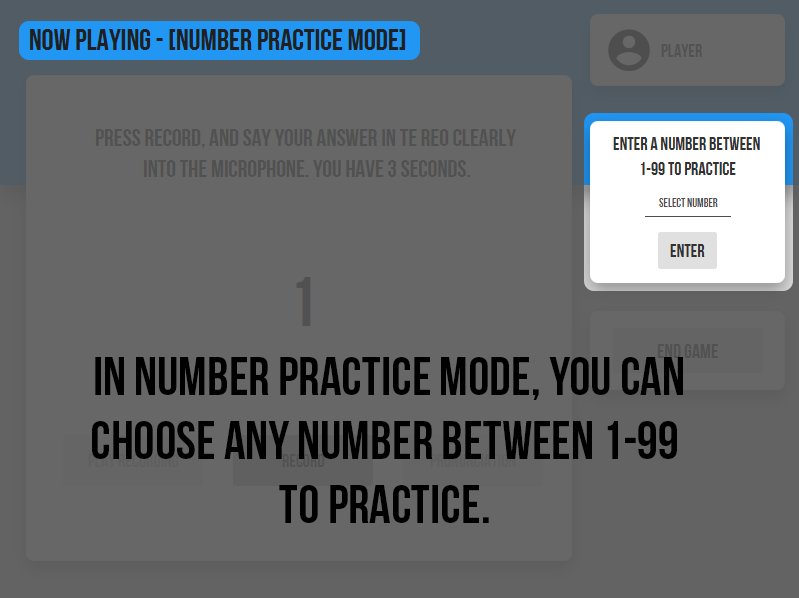 NOW PLAYING - [NUMBER PRACTICE MODE]
PLAYER
PRESS RECORD, AND SAY YOUR ANSWER IN TE REO CLEARLY
INTO THE MICROPHONE. YOU HAVE 3 SECONDS.
ENTER A NUMBER BETWEEN
1-99 TO PRACTICE
SELECT NUMBER
ENTER
1
END GAME
IN NUMBER PRACTICE MODE, YOU CAN
CHOOSE ANY NUMBER BETWEEN 1-99
TO PRACTICE.
RECORD